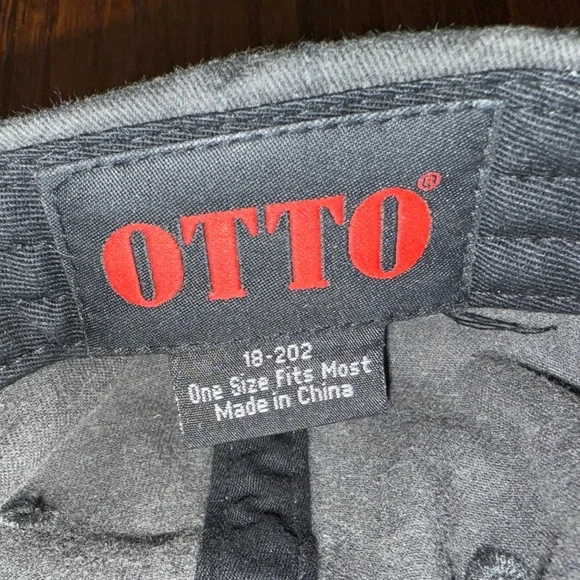 OTTO®
18-202
One Size Fits Most
Made in China